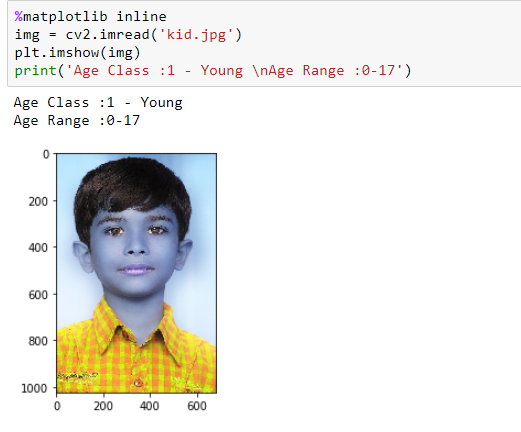 %matplotlib inline
img = cv2.imread('kid.jpg')
plt.imshow(img)
print('Age Class :1 - Young \nAge Range :0-17')
Age Class :1 - Young
Age Range :0-17
0
200
400
600
800
1000
0 200 400 600